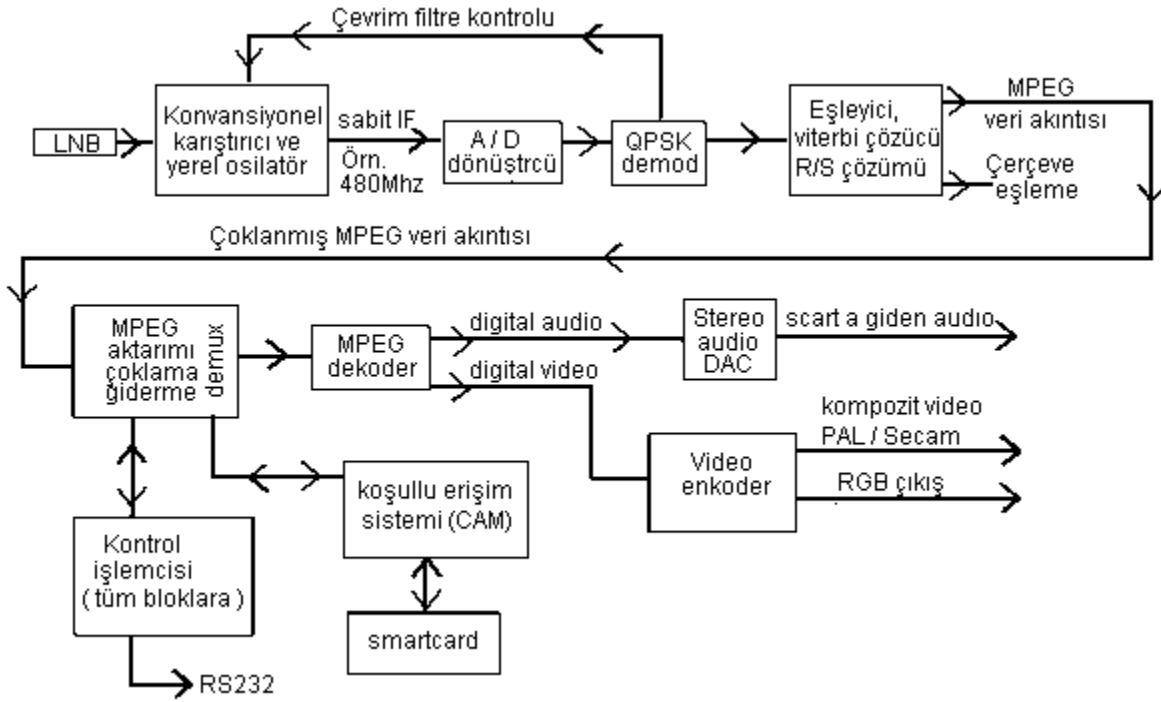 Çevrim filtre kontrolu
LNB
Konvansiyonel
karıştırıcı ve
yerel osilatör
sabit IF
Örn.
480Mhz
A / D
dönüştrcü
QPSK
demod
Eşleyici,
viterbi çözücü
R/S çözümü
MPEG
veri akıntısı
Çerçeve
eşleme
Çoklanmış MPEG veri akıntısı
MPEG
aktarımı
çoklama
giderme
demux
MPEG
dekoder
digital audio
digital video
Stereo
audio
DAC
scart a giden audıo
kompozit video
PAL / Secam
Video
enkoder
RGB çıkış
koşullu erişim
sistemi (CAM)
Kontrol
işlemcisi
( tüm bloklara )
smartcard
RS232